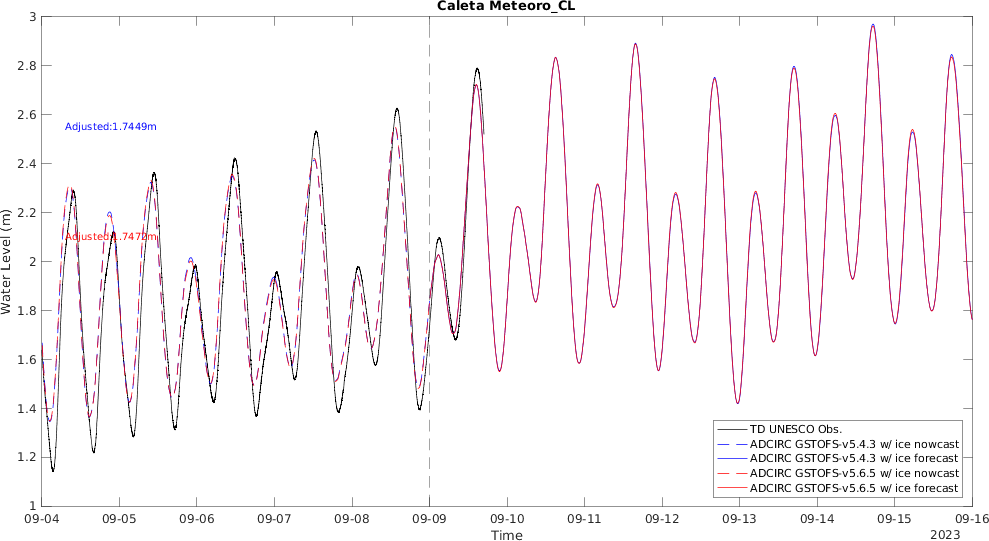 Caleta Meteoro_CL
3
2.8
2.6
2.4
2.2
2
1.8
1.6
1.4
1.2
1
Water Level (m)
Adjusted:1.7449m
Adjusted:1.7472m
TD UNESCO Obs.
ADCIRC GSTOFS-v5.4.3 w/ ice nowcast
ADCIRC GSTOFS-v5.4.3 w/ ice forecast
ADCIRC GSTOFS-v5.6.5 w/ ice nowcast
ADCIRC GSTOFS-v5.6.5 w/ ice forecast
09-04 09-05 09-06 09-07 09-08 09-09 09-10 09-11 09-12 09-13 09-14 09-15 09-16
Time
2023